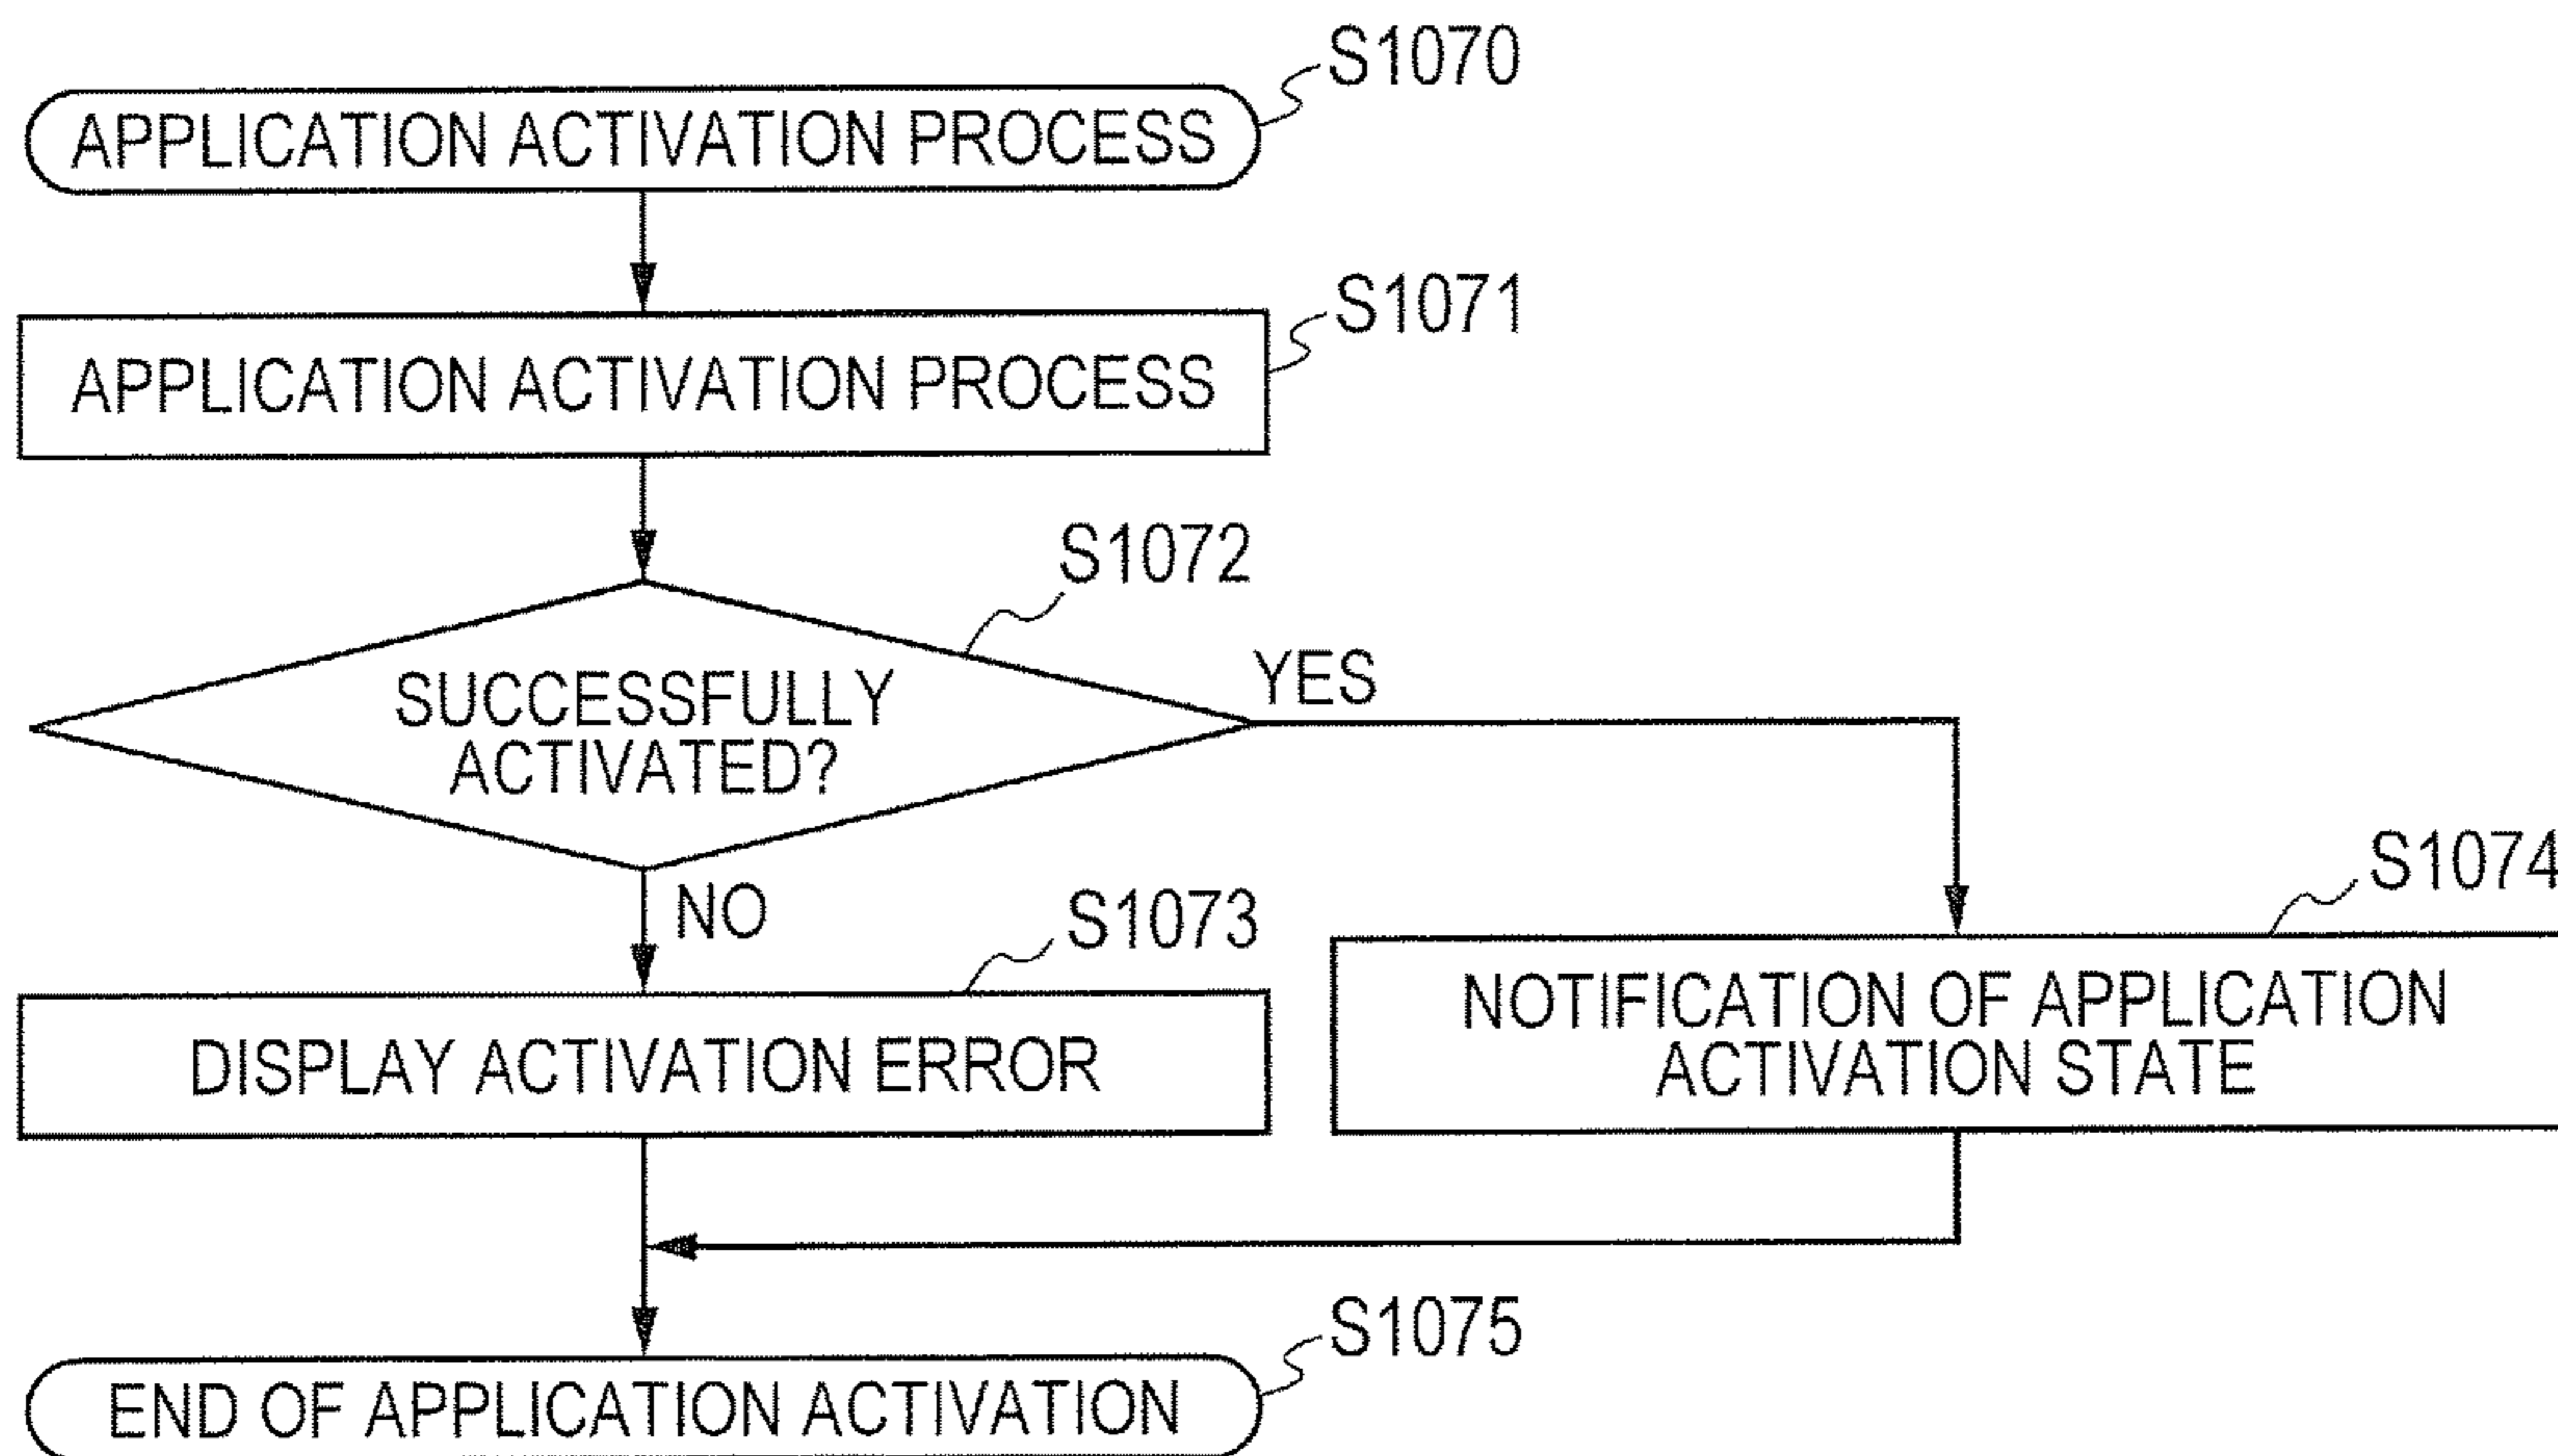 S1070
APPLICATION ACTIVATION PROCESS
S1071
APPLICATION ACTIVATION PROCESS
S1072
SUCCESSFULLY
ACTIVATED?
YES
NO
S1073
DISPLAY ACTIVATION ERROR
S1074
NOTIFICATION OF APPLICATION
ACTIVATION STATE
S1075
END OF APPLICATION ACTIVATION